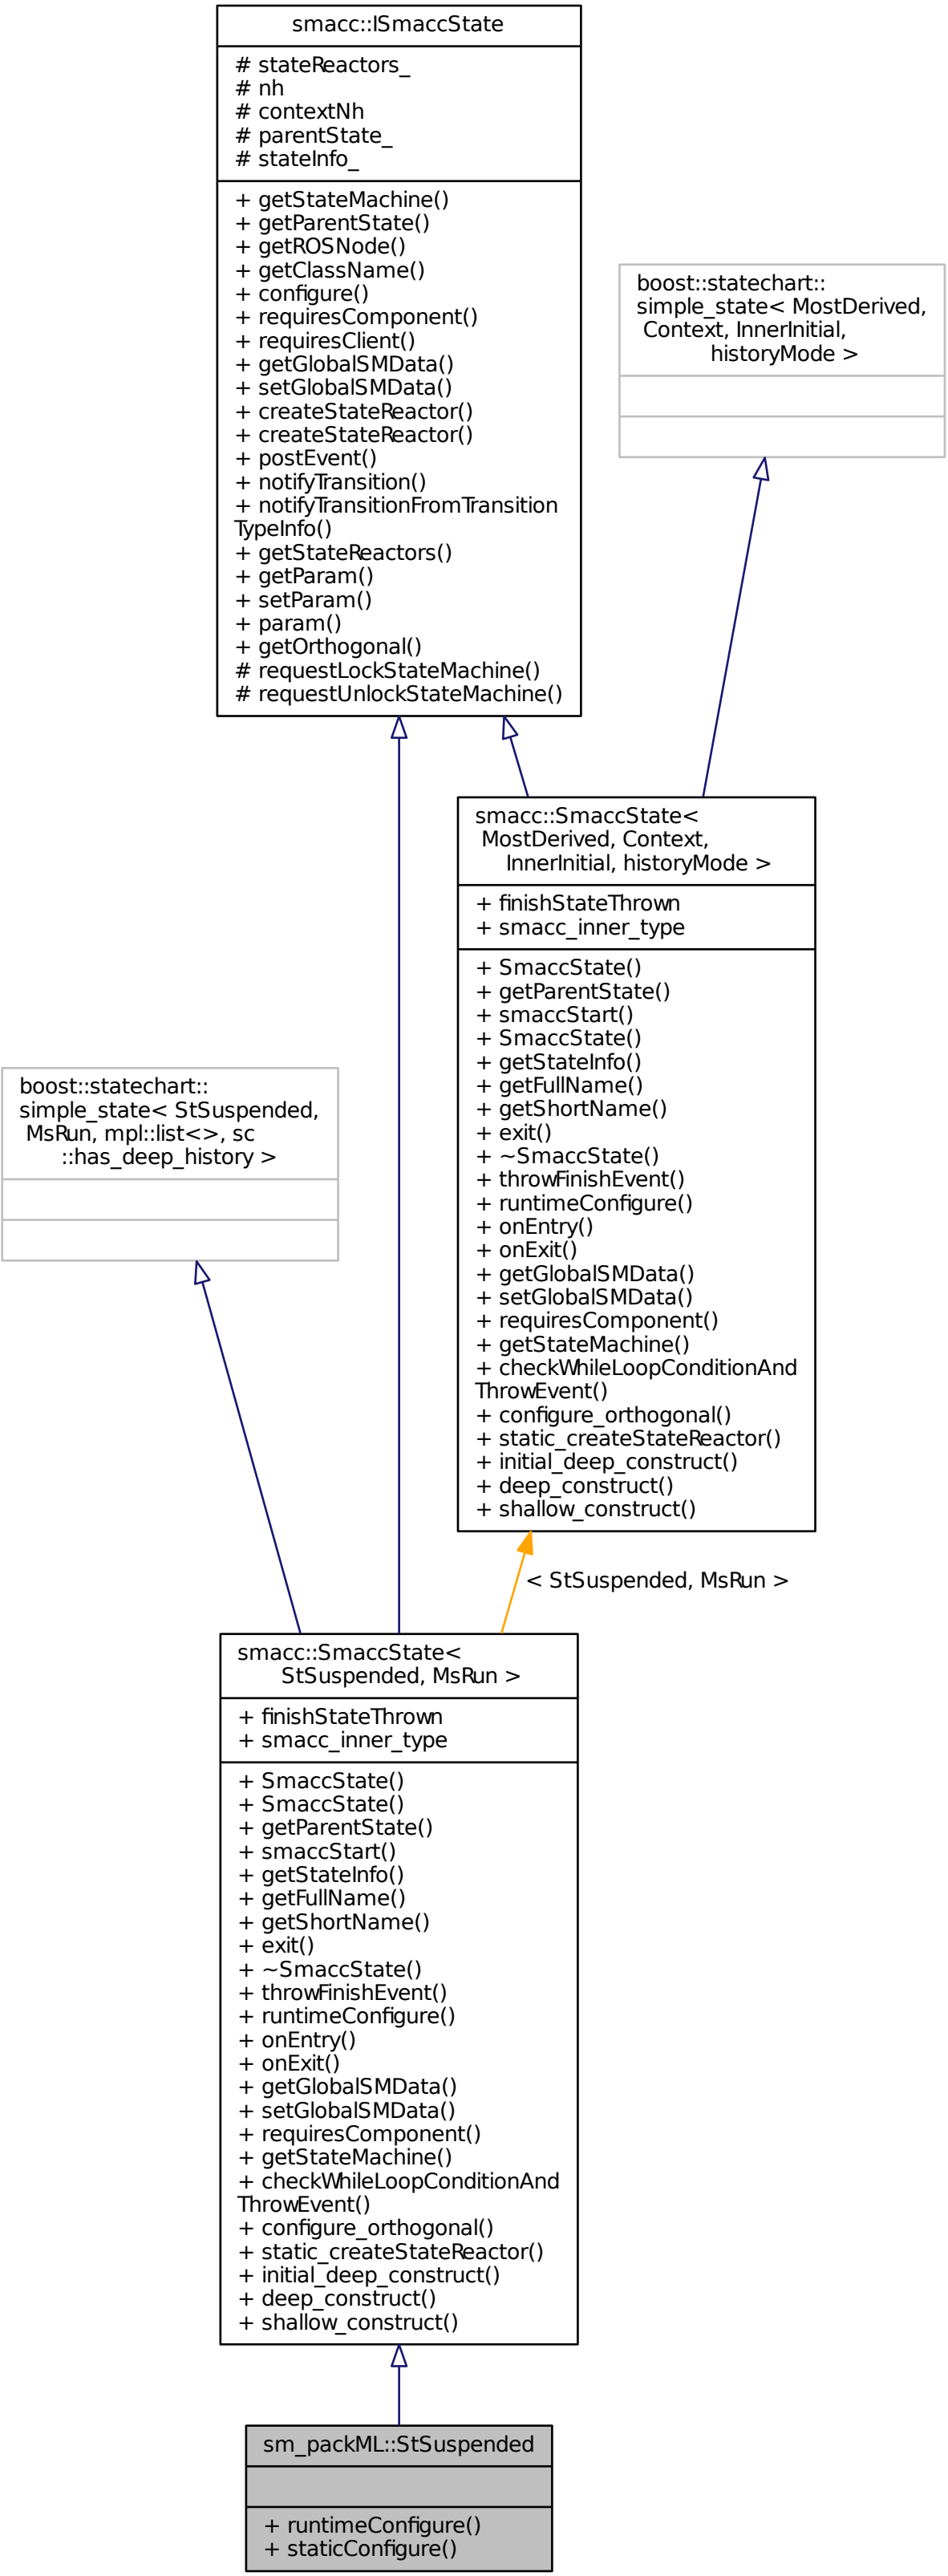 smacc::ISmaccState
# stateReactors_
# nh
# contextNh
# parentState_
# stateInfo_
+ getStateMachine()
+ getParentState()
+ getROSNode()
+ getClassName()
+ configure()
+ requiresComponent()
+ requiresClient()
+ getGlobalSMData()
+ setGlobalSMData()
+ createStateReactor()
+ createStateReactor()
+ postEvent()
+ notifyTransition()
+ notifyTransitionFromTransition
TypeInfo()
+ getStateReactors()
+ getParam()
+ setParam()
+ param()
+ getOrthogonal()
# requestLockStateMachine()
# requestUnlockStateMachine()
boost::statechart::
simple_state< MostDerived,
Context, InnerInitial,
historyMode >
smacc::SmaccState<
MostDerived, Context,
InnerInitial, historyMode >
+ finishStateThrown
+ smacc_inner_type
+ SmaccState()
+ getParentState()
+ smaccStart()
+ SmaccState()
+ getStateInfo()
+ getFullName()
+ getShortName()
+ exit()
+ ~SmaccState()
+ throwFinishEvent()
+ runtimeConfigure()
+ onEntry()
+ onExit()
+ getGlobalSMData()
+ setGlobalSMData()
+ requiresComponent()
+ getStateMachine()
+ checkWhileLoopConditionAnd
ThrowEvent()
+ configure_orthogonal()
+ static_createStateReactor()
+ initial_deep_construct()
+ deep_construct()
+ shallow_construct()
boost::statechart::
simple_state< StSuspended,
MsRun, mpl::list<>, sc
::has_deep_history >
< StSuspended, MsRun >
smacc::SmaccState<
StSuspended, MsRun >
+ finishStateThrown
+ smacc_inner_type
+ SmaccState()
+ SmaccState()
+ getParentState()
+ smaccStart()
+ getStateInfo()
+ getFullName()
+ getShortName()
+ exit()
+ ~SmaccState()
+ throwFinishEvent()
+ runtimeConfigure()
+ onEntry()
+ onExit()
+ getGlobalSMData()
+ setGlobalSMData()
+ requiresComponent()
+ getStateMachine()
+ checkWhileLoopConditionAnd
ThrowEvent()
+ configure_orthogonal()
+ static_createStateReactor()
+ initial_deep_construct()
+ deep_construct()
+ shallow_construct()
sm_packML::StSuspended
+ runtimeConfigure()
+ staticConfigure()